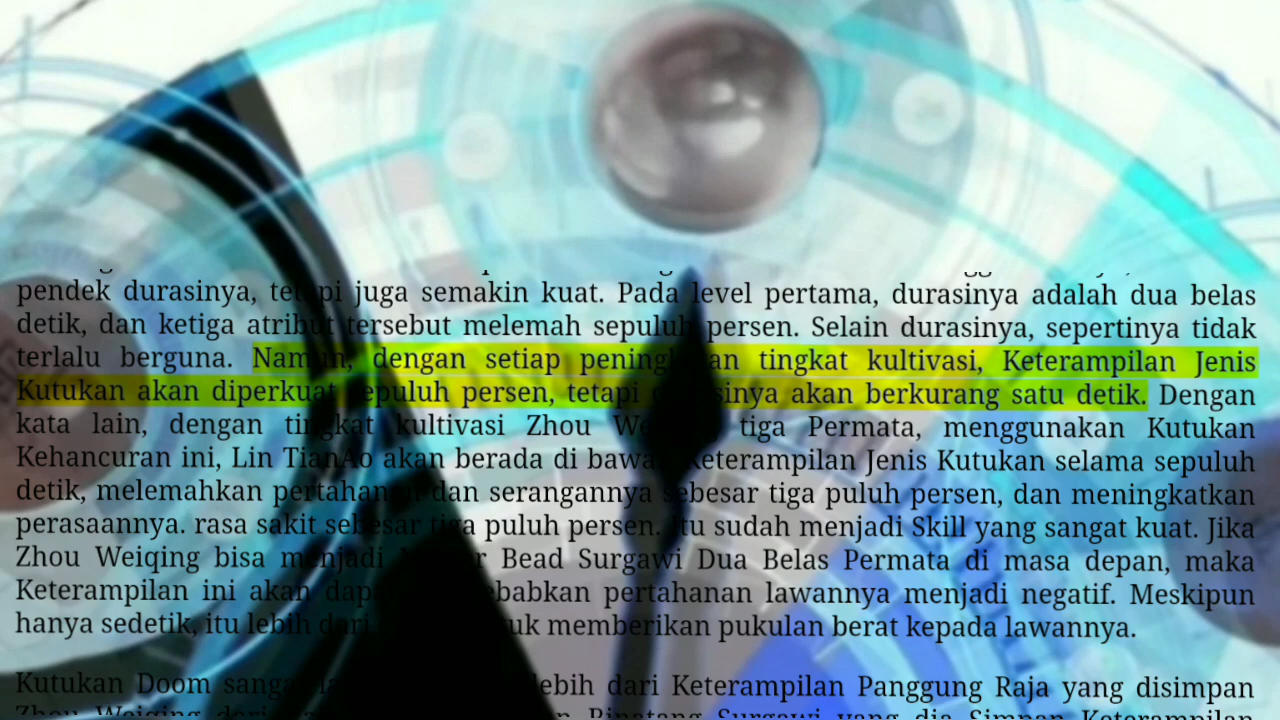 pendek durasinya, tetapi juga semakin kuat. Pada level pertama, durasinya adalah dua belas
detik, dan ketiga atribut tersebut melemah sepuluh persen. Selain durasinya, sepertinya tidak
terlalu berguna. Namun, dengan setiap peningkatan tingkat kultivasi, Keterampilan Jenis
Kutukan akan diperkuat sepuluh persen, tetapi durasinya akan berkurang satu detik. Dengan
kata lain, dengan tingkat kultivasi Zhou tiga Permata, menggunakan Kutukan
Kehancuran ini, Lin TianAo akan berada di bawah Keterampilan Jenis Kutukan selama sepuluh
detik, melemahkan pertahanan dan serangannya sebesar tiga puluh persen, dan meningkatkan
perasaannya. rasa sakit sebesar tiga puluh persen. Itu sudah menjadi Skill yang sangat kuat. Jika
Zhou Weiqing bisa menjadi Bead Surgawi Dua Belas Permata di masa depan, maka
Keterampilan ini akan pertahanan lawannya menjadi negatif. Meskipun
hanya sedetik, itu lebih dari memberikan pukulan berat kepada lawannya.
Kutukan Doom lebih dari Keterampilan Panggung Raja yang disimpan
Zhou Weiqing Binatang Surgawi yang dia Simpan Keterampilan